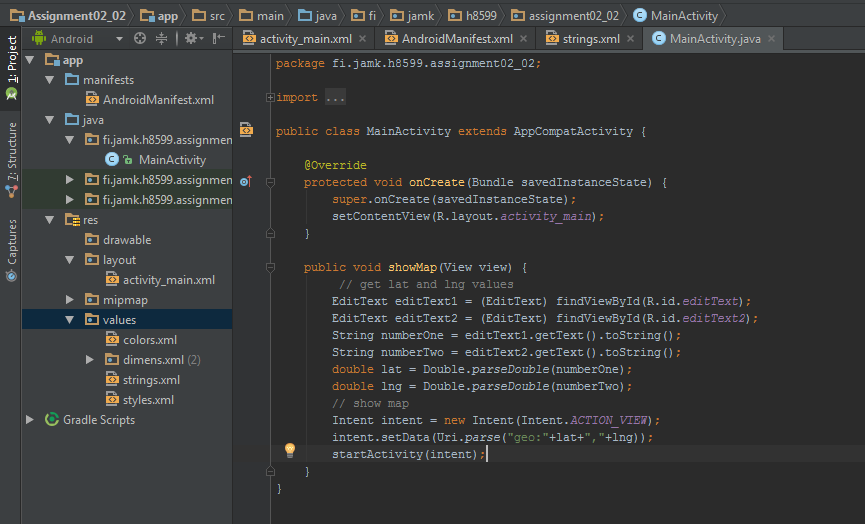 Assignment02_02 app src main java fi jamk h8599 assignment02_02 MainActivity
Android
activity_main.xml AndroidManifest.xml strings.xml MainActivity.java
1: Project
7: Structure
Captures
app
manifests
AndroidManifest.xml
java
fi.jamk.h8599.assignmen
MainActivity
fi.jamk.h8599.assignmen
fi.jamk.h8599.assignmen
res
drawable
layout
activity_main.xml
mipmap
values
colors.xml
dimens.xml (2)
strings.xml
styles.xml
Gradle Scripts
package fi.jamk.h8599.assignment02_02;
import ...
public class MainActivity extends AppCompatActivity {
@Override
protected void onCreate(Bundle savedInstanceState) {
super.onCreate(savedInstanceState);
setContentView(R.layout.activity_main);
}
public void showMap(View view) {
// get lat and lng values
EditText editText1 = (EditText) findViewById(R.id.editText);
EditText editText2 = (EditText) findViewById(R.id.editText2);
String numberOne = editText1.getText().toString();
String numberTwo = editText2.getText().toString();
double lat = Double.parseDouble(numberOne);
double lng = Double.parseDouble(numberTwo);
// show map
Intent intent = new Intent(Intent.ACTION_VIEW);
intent.setData(Uri.parse("geo:"+lat+","+lng));
startActivity(intent);
}
}